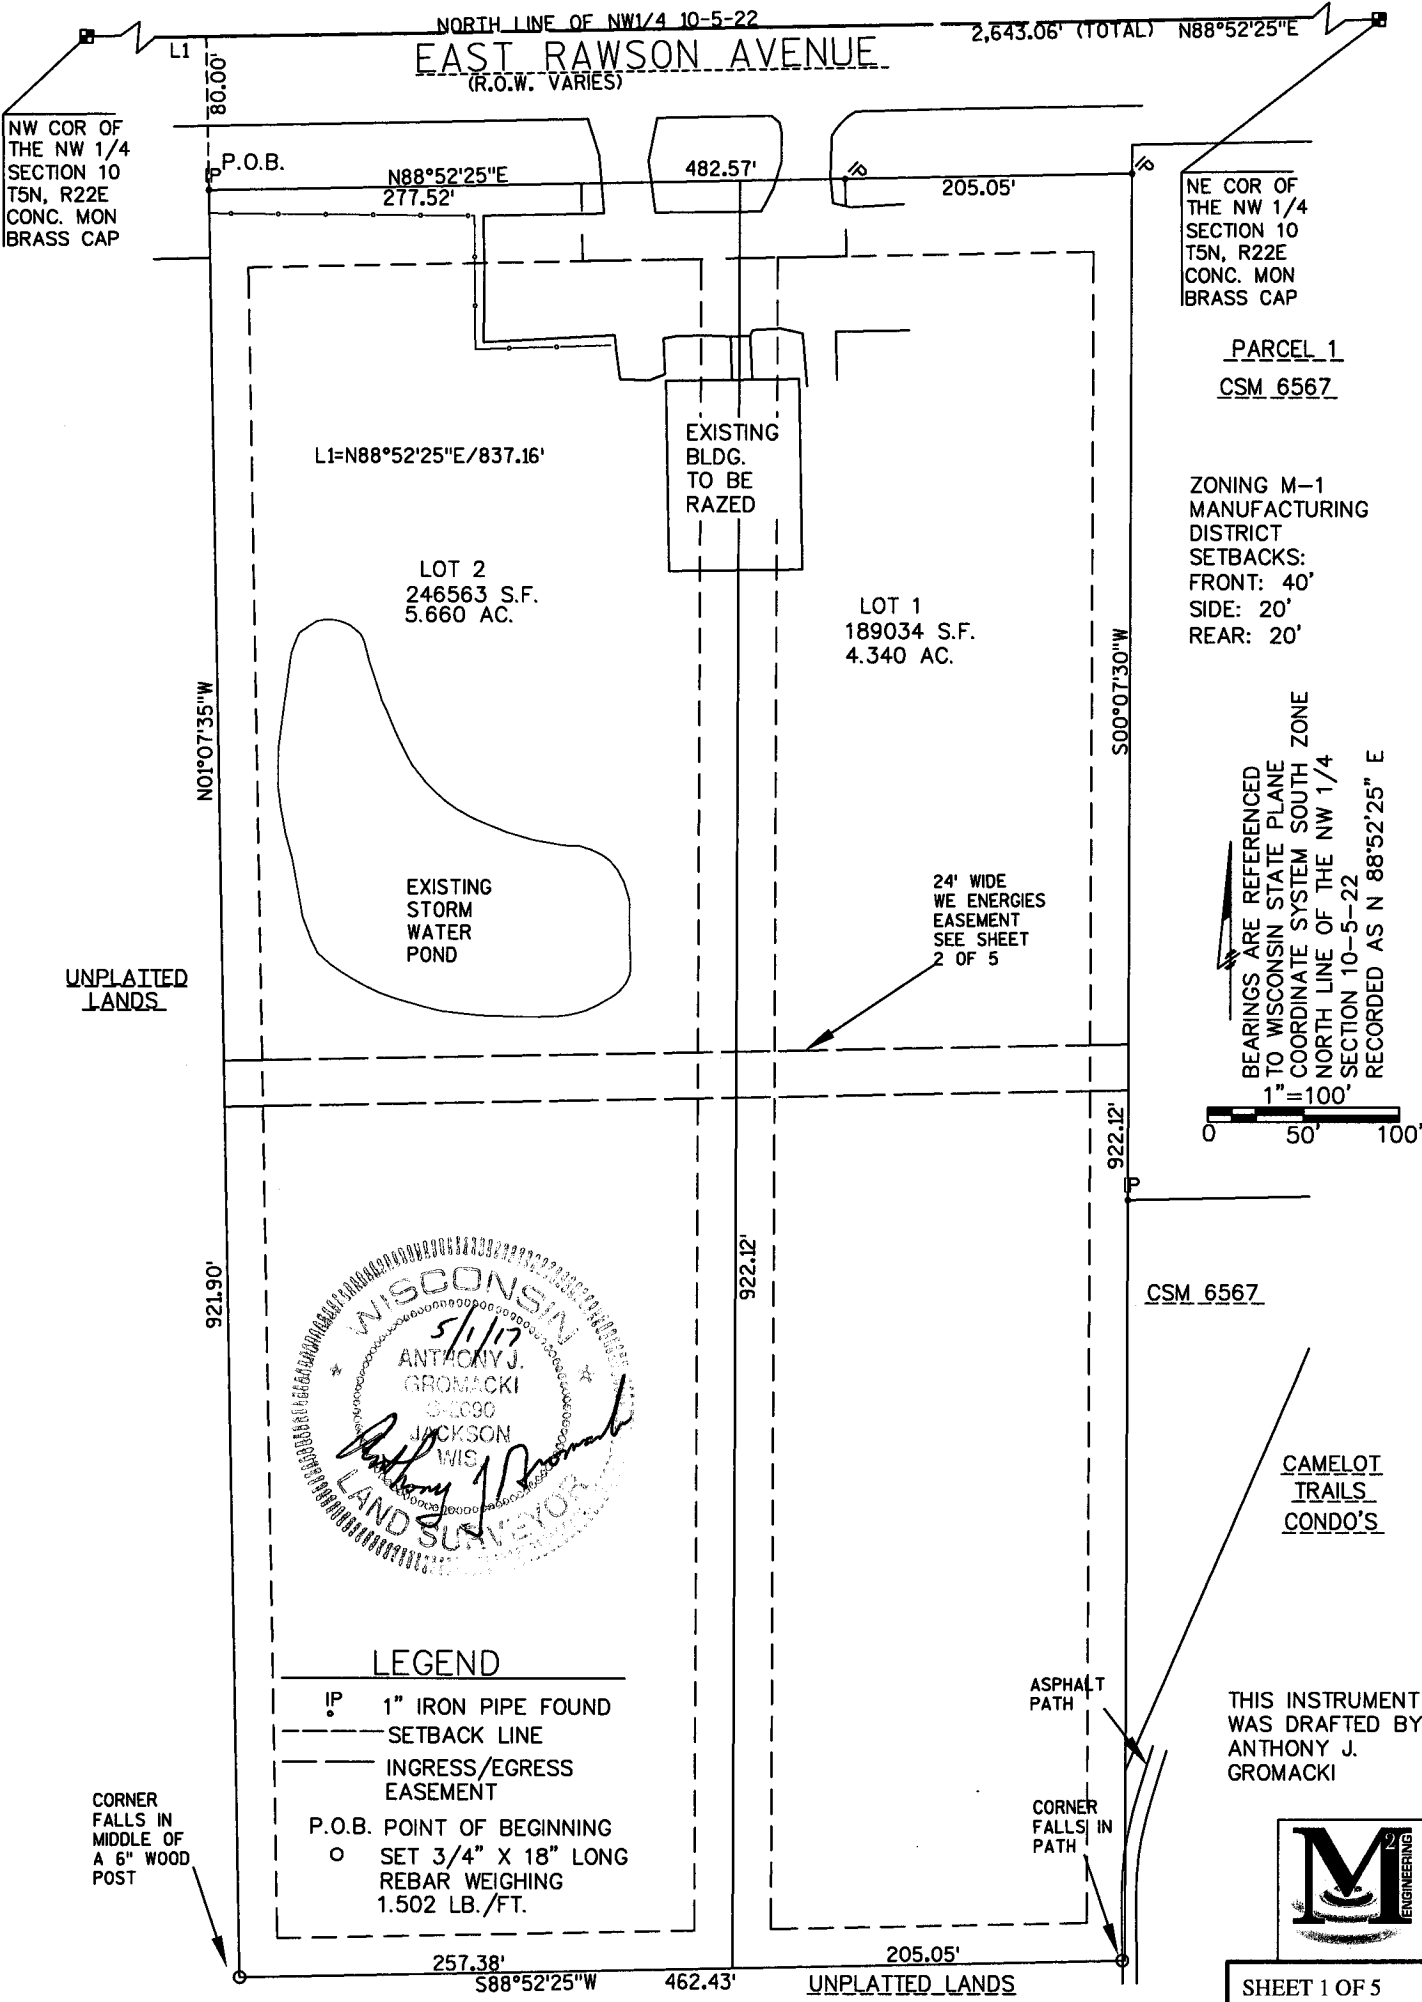 NORTH LINE OF NW1/4 10-5-22
2,643.06' (TOTAL) N88°52'25"E
L1
EAST RAWSON AVENUE
(R.O.W. VARIES)
80.00'
NW COR OF
THE NW 1/4
SECTION 10
T5N, R22E
CONC. MON
BRASS CAP
P.O.B.
IP
N88°52'25"E
277.52'
482.57'
IP
205.05'
IP
NE COR OF
THE NW 1/4
SECTION 10
T5N, R22E
CONC. MON
BRASS CAP
PARCEL 1
CSM 6567
EXISTING
BLDG.
TO BE
RAZED
L1=N88°52'25"E/837.16'
ZONING M-1
MANUFACTURING
DISTRICT
SETBACKS:
FRONT: 40'
SIDE: 20'
REAR: 20'
LOT 2
246563 S.F.
5.660 AC.
LOT 1
189034 S.F.
4.340 AC.
N01°07'35"W
S00°07'30"W
BEARINGS ARE REFERENCED
TO WISCONSIN STATE PLANE
COORDINATE SYSTEM SOUTH ZONE
NORTH LINE OF THE NW 1/4
SECTION 10-5-22
RECORDED AS N 88°52'25" E
1"=100'
0 50' 100'
EXISTING
STORM
WATER
POND
24' WIDE
WE ENERGIES
EASEMENT
SEE SHEET
2 OF 5
UNPLATTED
LANDS
922.12'
IP
921.90'
922.12'
CSM 6567
WISCONSIN
5/1/17
ANTHONY J.
GROMACKI
JACKSON
WIS
LAND SURVEYOR
Anthony J Gromacki
CAMELOT
TRAILS
CONDO'S
LEGEND
IP 1" IRON PIPE FOUND
SETBACK LINE
INGRESS/EGRESS
EASEMENT
P.O.B. POINT OF BEGINNING
SET 3/4" X 18" LONG
REBAR WEIGHING
1.502 LB./FT.
ASPHALT
PATH
THIS INSTRUMENT
WAS DRAFTED BY
ANTHONY J.
GROMACKI
CORNER
FALLS IN
MIDDLE OF
A 6" WOOD
POST
CORNER
FALLS IN
PATH
M2
ENGINEERING
257.38'
S88°52'25"W
462.43'
205.05'
UNPLATTED LANDS
SHEET 1 OF 5